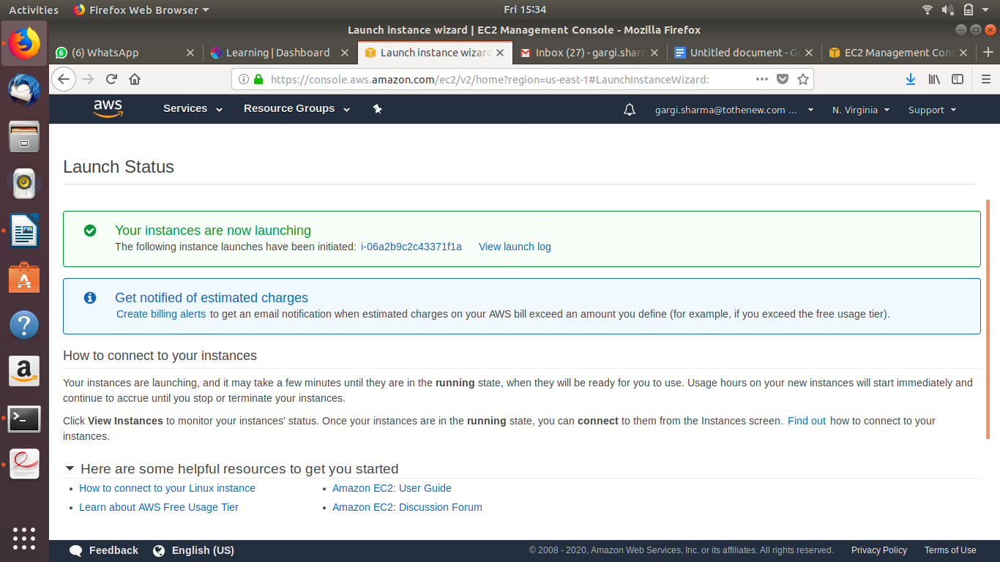 Activities Firefox Web Browser Fri 15:34
Launch instance wizard | EC2 Management Console - Mozilla Firefox
(6) WhatsApp Learning | Dashboard Launch instance wizard Inbox (27) - gargi.sharm Untitled document - Go EC2 Management Cons
https://console.aws.amazon.com/ec2/v2/home?region=us-east-1#LaunchInstanceWizard:
aws Services Resource Groups gargi.sharma@tothenew.com ... N. Virginia Support
Launch Status
Your instances are now launching
The following instance launches have been initiated: i-06a2b9c2c43371f1a View launch log
Get notified of estimated charges
Create billing alerts to get an email notification when estimated charges on your AWS bill exceed an amount you define (for example, if you exceed the free usage tier).
How to connect to your instances
Your instances are launching, and it may take a few minutes until they are in the running state, when they will be ready for you to use. Usage hours on your new instances will start immediately and
continue to accrue until you stop or terminate your instances.
Click View Instances to monitor your instances' status. Once your instances are in the running state, you can connect to them from the Instances screen. Find out how to connect to your
instances.
Here are some helpful resources to get you started
• How to connect to your Linux instance • Amazon EC2: User Guide
• Learn about AWS Free Usage Tier • Amazon EC2: Discussion Forum
Feedback English (US) © 2008 - 2020, Amazon Web Services, Inc. or its affiliates. All rights reserved. Privacy Policy Terms of Use